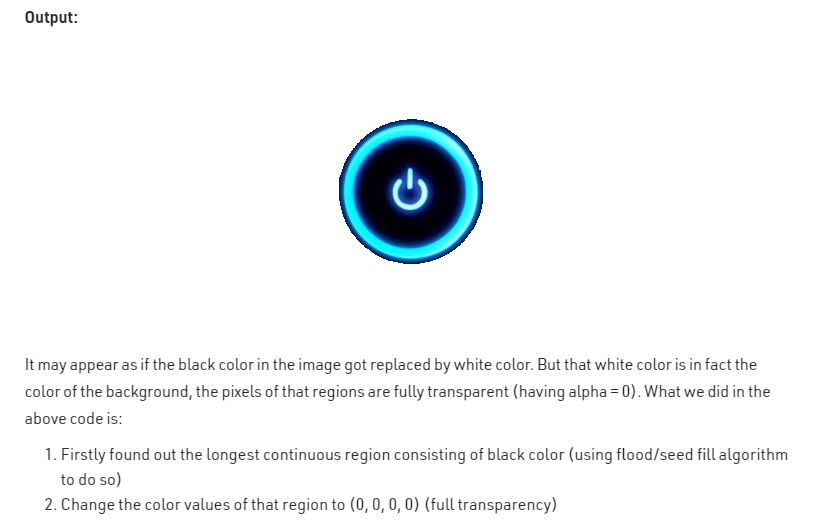 Output:
It may appear as if the black color in the image got replaced by white color. But that white color is in fact the
color of the background, the pixels of that regions are fully transparent (having alpha = 0). What we did in the
above code is:
1. Firstly found out the longest continuous region consisting of black color (using flood/seed fill algorithm
to do so)
2. Change the color values of that region to (0, 0, 0, 0) (full transparency)